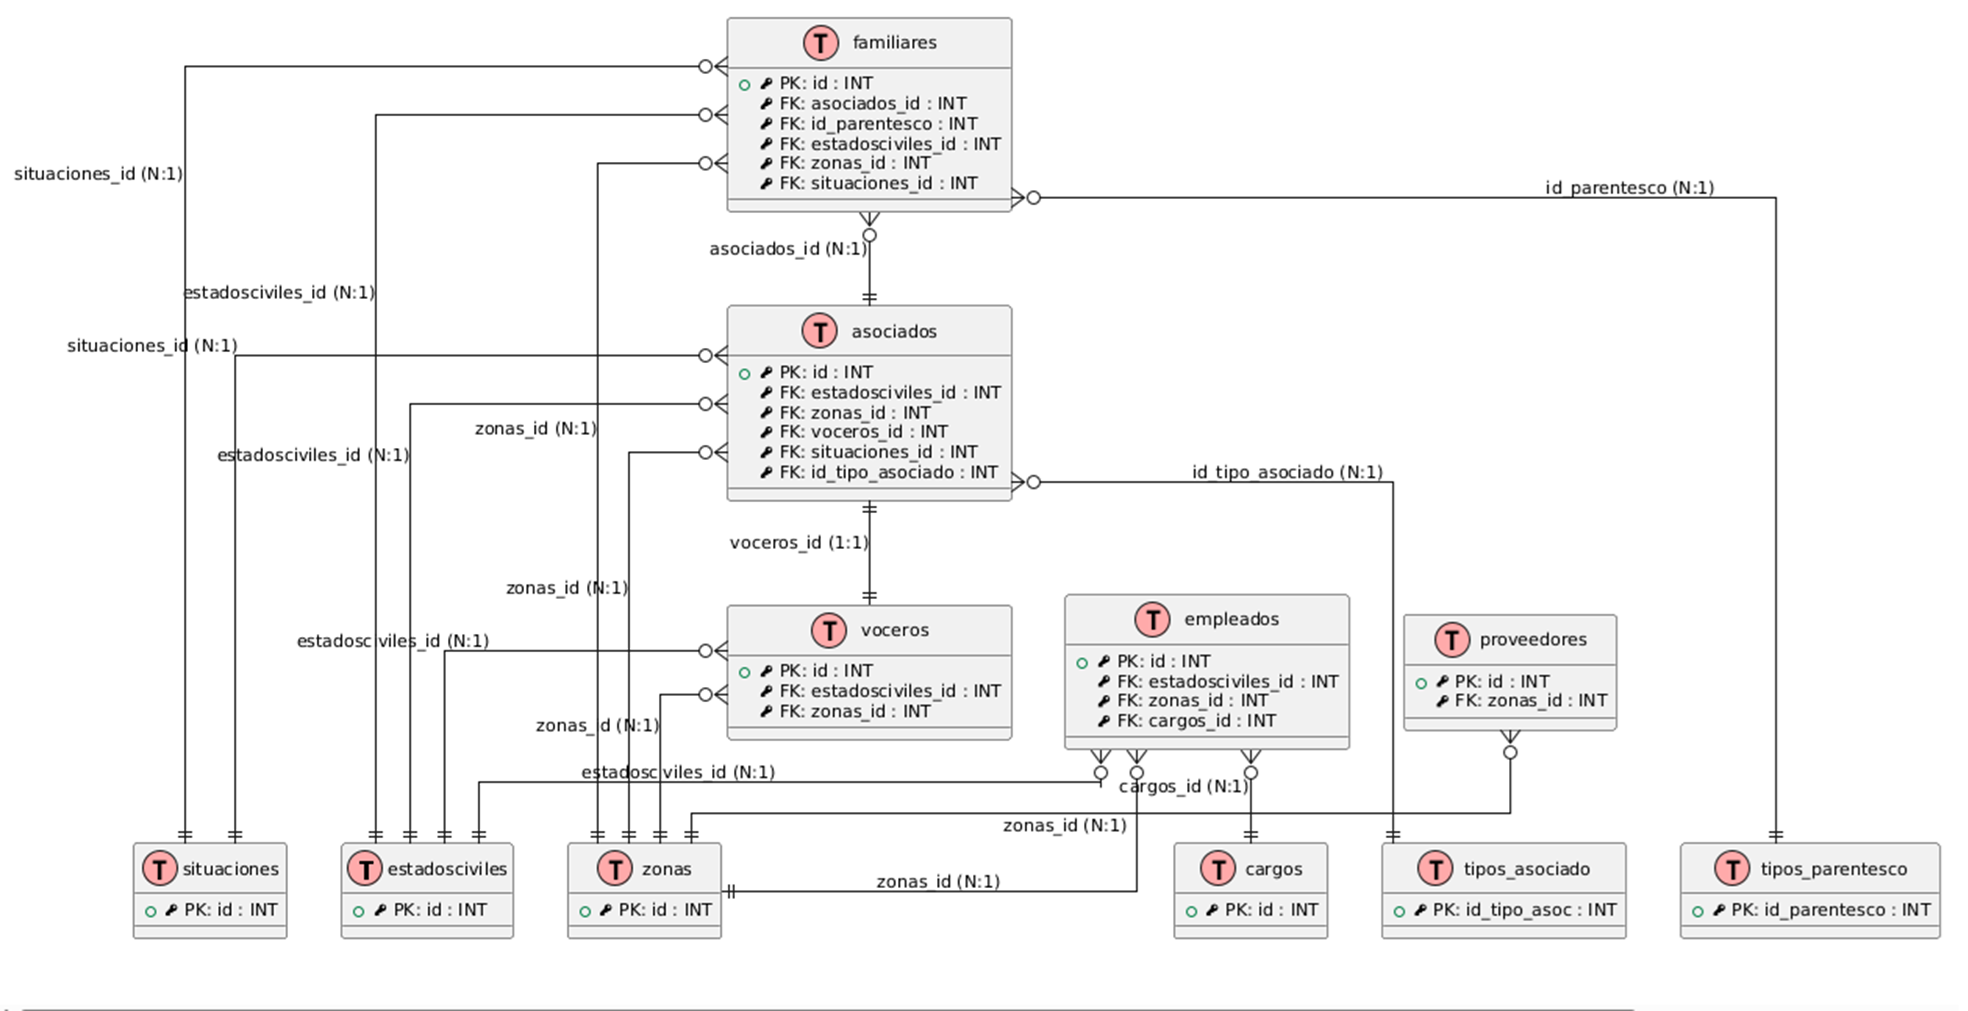 T familiares
PK: id : INT
FK: asociados_id : INT
FK: id_parentesco : INT
FK: estadosciviles_id : INT
FK: zonas_id : INT
FK: situaciones_id : INT
situaciones_id (N:1)
id_parentesco (N:1)
asociados_id (N:1)
estadosciviles_id (N:1)
situaciones_id (N:1)
T asociados
PK: id : INT
FK: estadosciviles_id : INT
FK: zonas_id : INT
FK: voceros_id : INT
FK: situaciones_id : INT
FK: id_tipo_asociado : INT
zonas_id (N:1)
estadosciviles_id (N:1)
id_tipo_asociado (N:1)
voceros_id (1:1)
zonas_id (N:1)
estadosciviles_id (N:1)
T voceros
PK: id : INT
FK: estadosciviles_id : INT
FK: zonas_id : INT
T empleados
PK: id : INT
FK: estadosciviles_id : INT
FK: zonas_id : INT
FK: cargos_id : INT
T proveedores
PK: id : INT
FK: zonas_id : INT
zonas_id (N:1)
estadosciviles_id (N:1)
cargos_id (N:1)
zonas_id (N:1)
zonas_id (N:1)
T situaciones
PK: id : INT
T estadosciviles
PK: id : INT
T zonas
PK: id : INT
T cargos
PK: id : INT
T tipos_asociado
PK: id_tipo_asoc : INT
T tipos_parentesco
PK: id_parentesco : INT